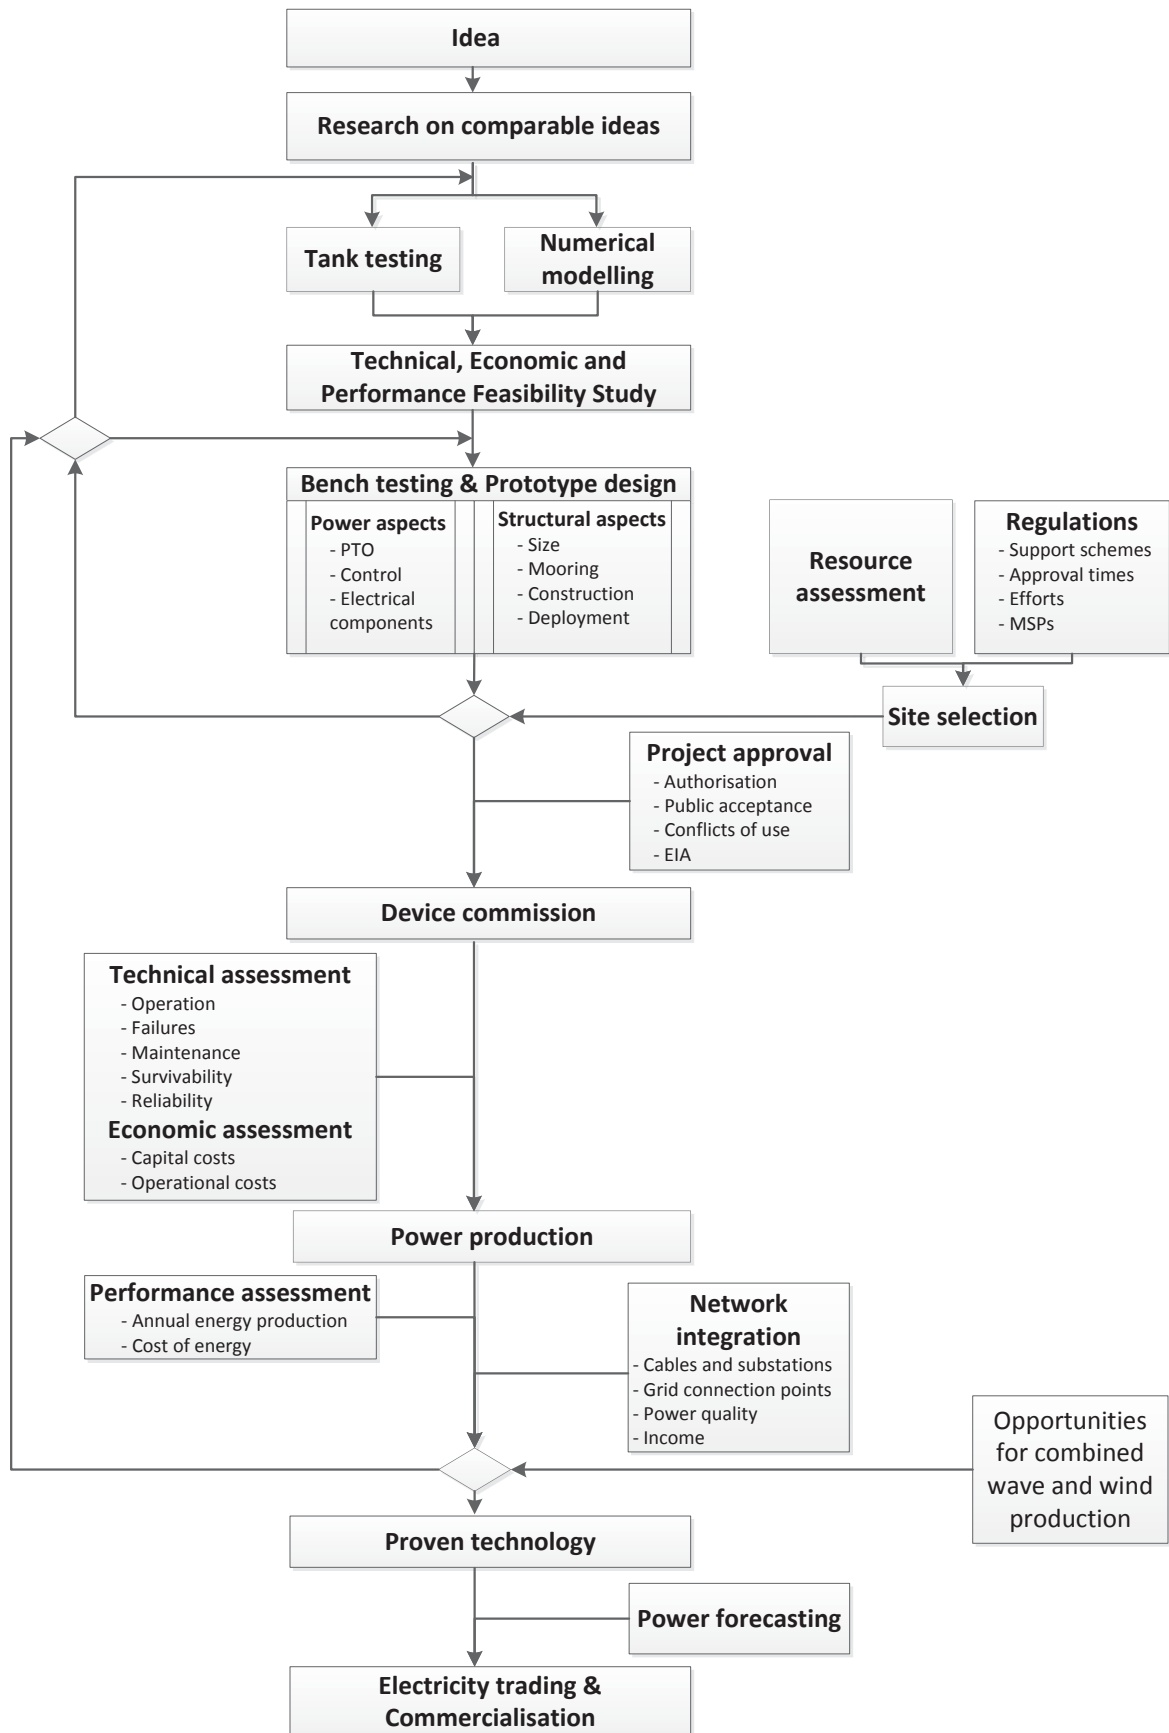 Idea
Research on comparable ideas
Tank testing
Numerical
modelling
Technical, Economic and
Performance Feasibility Study
Bench testing & Prototype design
Power aspects
- PTO
- Control
- Electrical
components
Structural aspects
- Size
- Mooring
- Construction
- Deployment
Resource
assessment
Regulations
- Support schemes
- Approval times
- Efforts
- MSPs
Site selection
Project approval
- Authorisation
- Public acceptance
- Conflicts of use
- EIA
Device commission
Technical assessment
- Operation
- Failures
- Maintenance
- Survivability
- Reliability
Economic assessment
- Capital costs
- Operational costs
Power production
Performance assessment
- Annual energy production
- Cost of energy
Network
integration
- Cables and substations
- Grid connection points
- Power quality
- Income
Opportunities
for combined
wave and wind
production
Proven technology
Power forecasting
Electricity trading &
Commercialisation